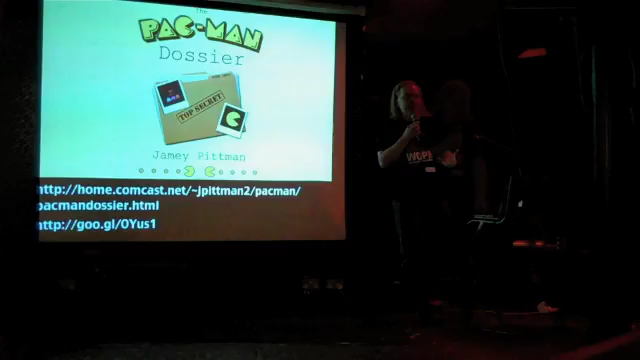 The
PAC-MAN
Dossier
TOP SECRET
Jamey Pittman
http://home.comcast.net/~jpittman2/pacman/
pacmandossier.html
http://goo.gl/0Yus1